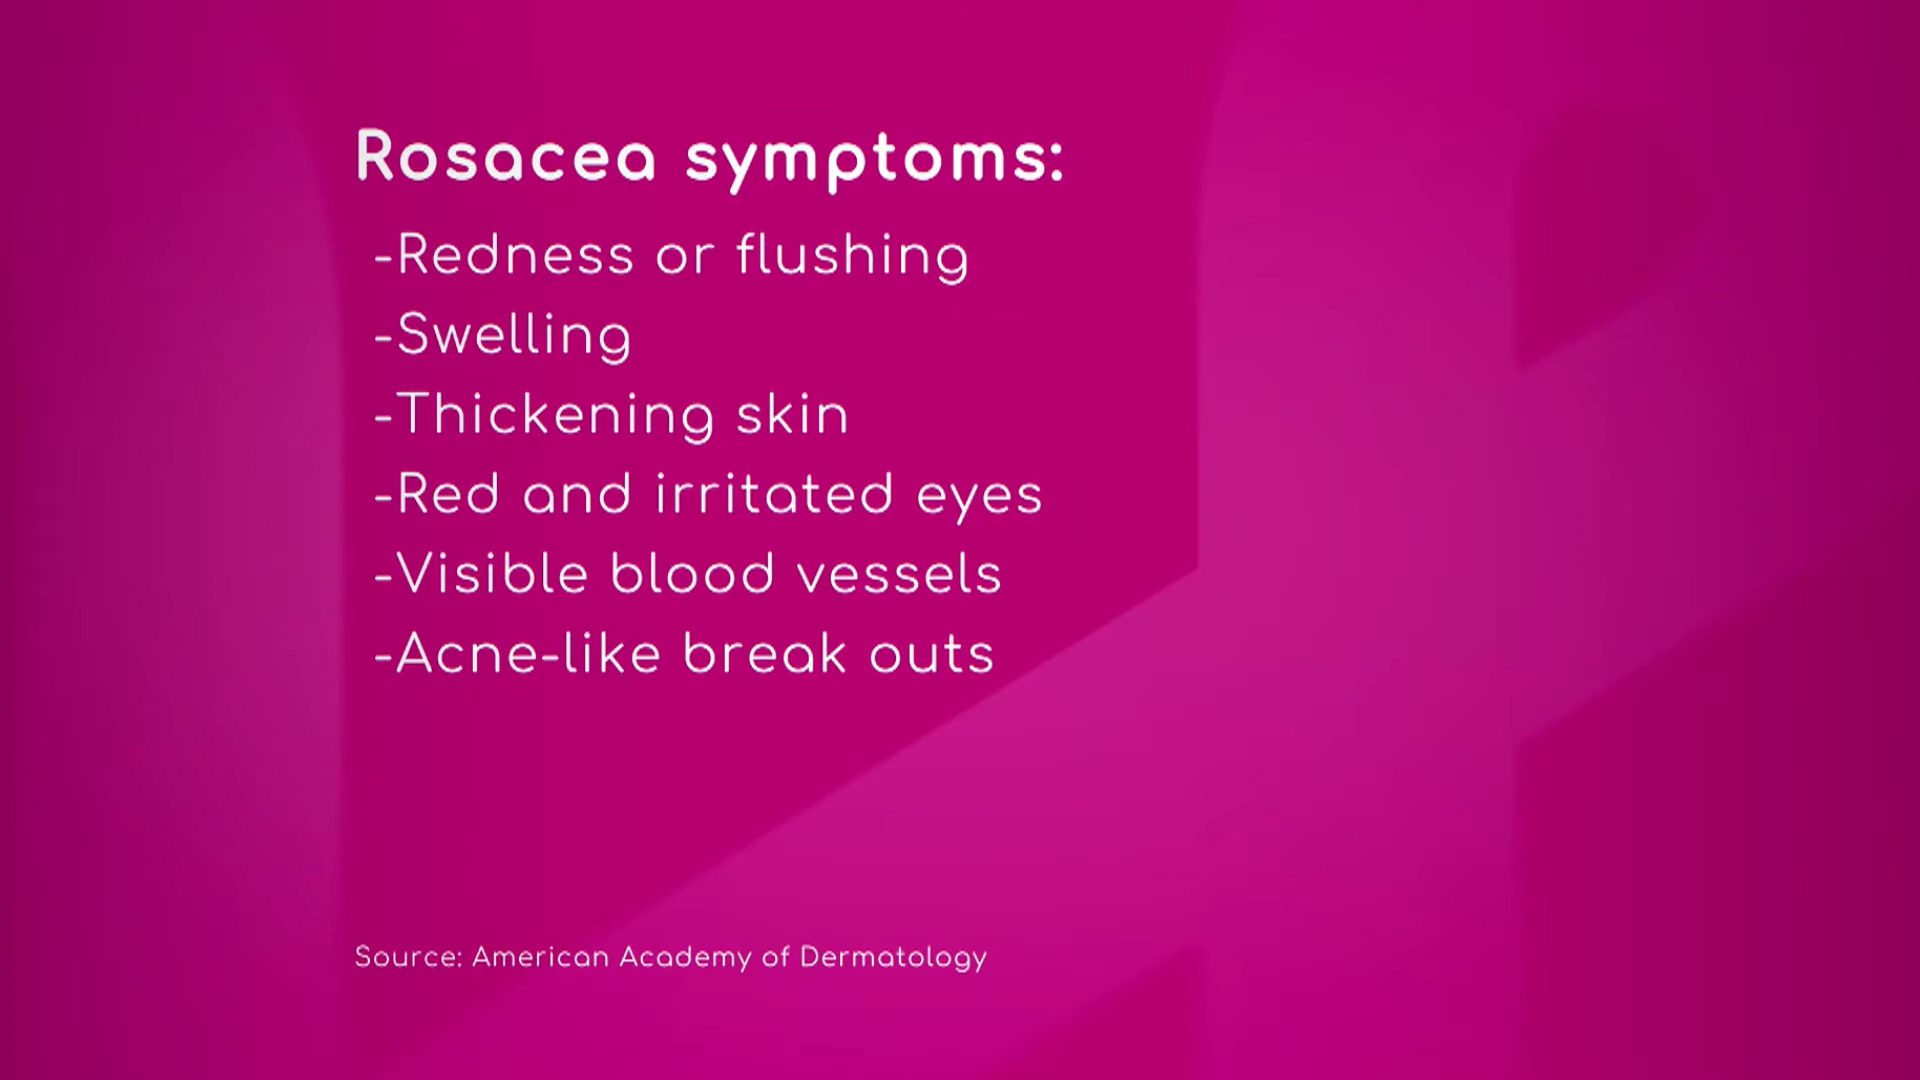 Rosacea symptoms:
-Redness or flushing
-Swelling
-Thickening skin
-Red and irritated eyes
-Visible blood vessels
-Acne-like break outs
Source: American Academy of Dermatology